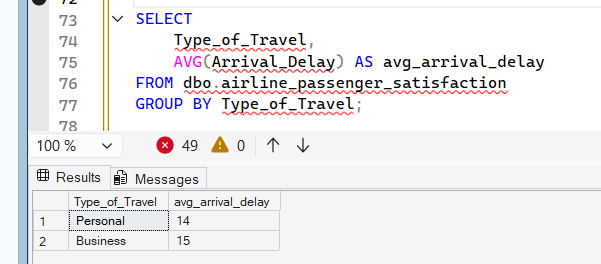 72
73 SELECT
74 Type_of_Travel,
75 AVG(Arrival_Delay) AS avg_arrival_delay
76 FROM dbo.airline_passenger_satisfaction
77 GROUP BY Type_of_Travel;
78
100 % 49 0
Results Messages
Type_of_Travel avg_arrival_delay
1 Personal 14
2 Business 15